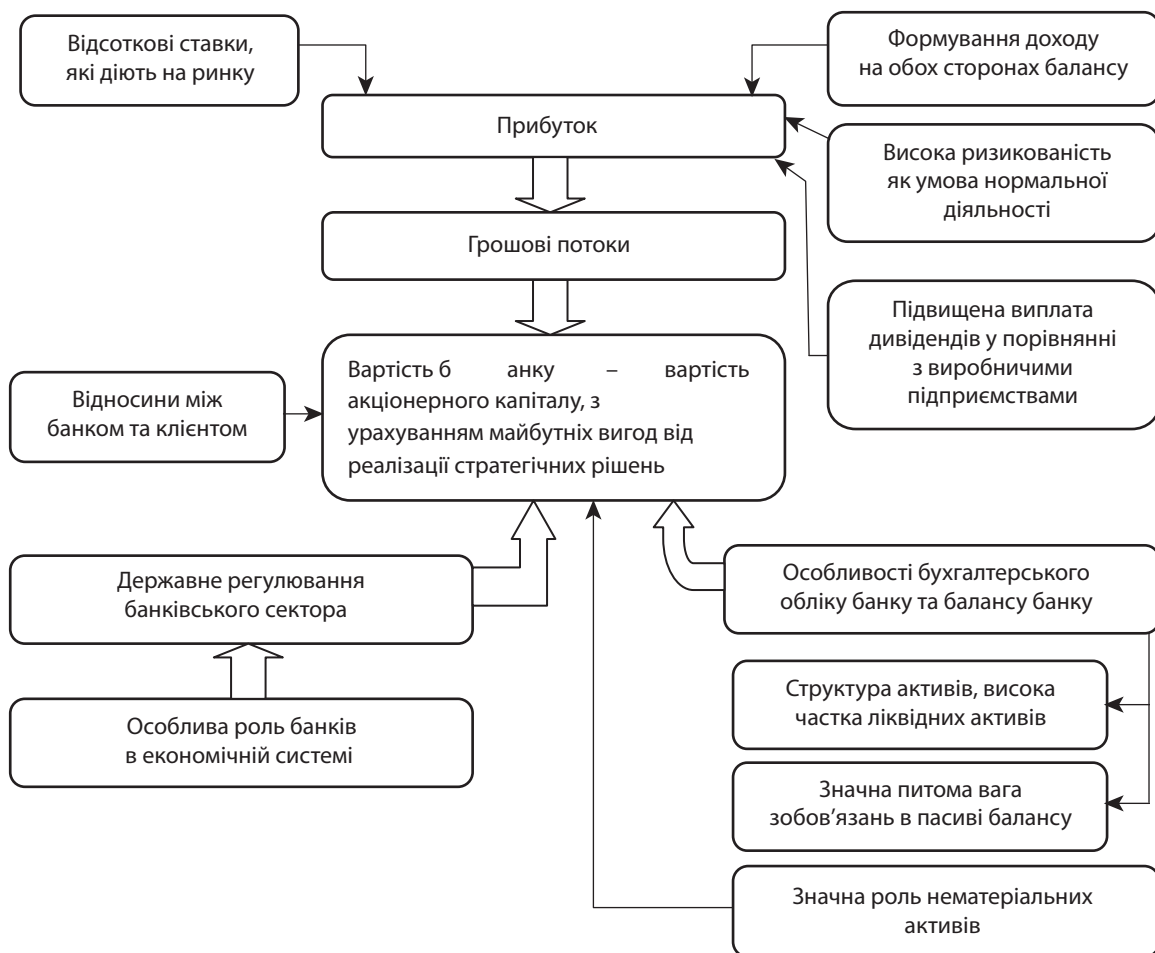 Відсоткові ставки,
які діють на ринку
Формування доходу
на обох сторонах балансу
Прибуток
Висока ризикованість
як умова нормальної
діяльності
Грошові потоки
Підвищена виплата
дивідендів у порівнянні
з виробничими
підприємствами
Вартість б анку – вартість
акціонерного капіталу, з
урахуванням майбутніх вигод від
реалізації стратегічних рішень
Відносини між
банком та клієнтом
Державне регулювання
банківського сектора
Особливості бухгалтерського
обліку банку та балансу банку
Структура активів, висока
частка ліквідних активів
Особлива роль банків
в економічній системі
Значна питома вага
зобов’язань в пасиві балансу
Значна роль нематеріальних
активів